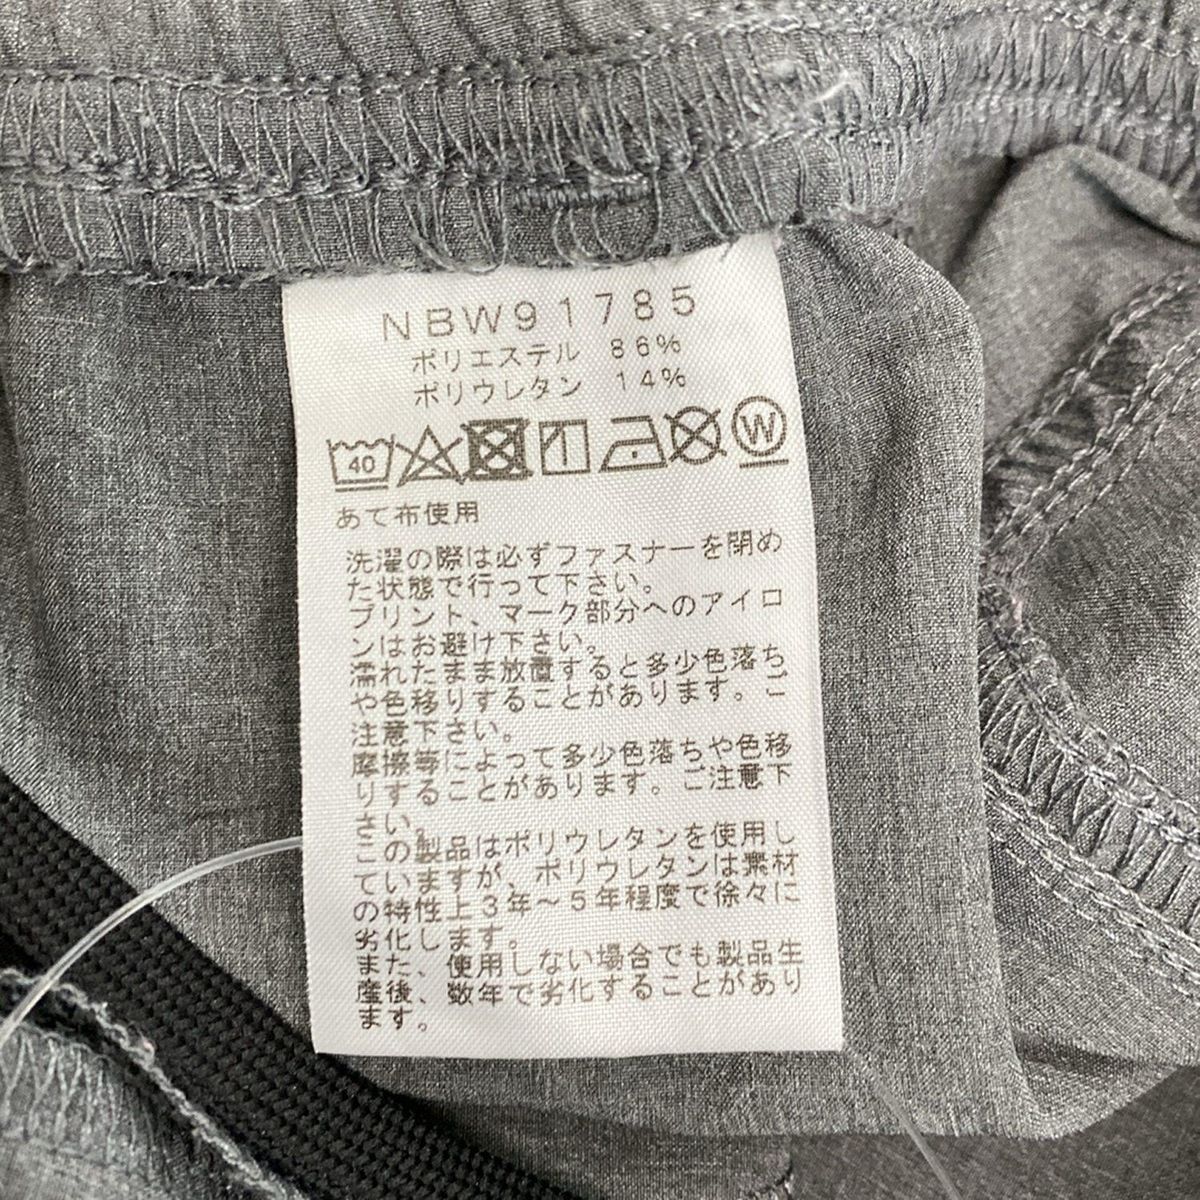 NBW91785
ポリエステル 86%
ポリウレタン 14%
40 W
あて布使用
洗濯の際は必ずファスナーを閉め
た状態で行って下さい。
プリント、マーク部分へのアイロ
ンはお避け下さい。
濡れたまま放置すると多少色落ち
や色移りすることがあります。ご
注意下さい。
摩擦等によって多少色落ちや色移
りすることがあります。ご注意下
さい。
この製品はポリウレタンを使用し
ていますが、ポリウレタンは素材
の特性上3年～5年程度で徐々に
劣化します。
また、使用しない場合でも製品生
産後、数年で劣化することがあり
ます。